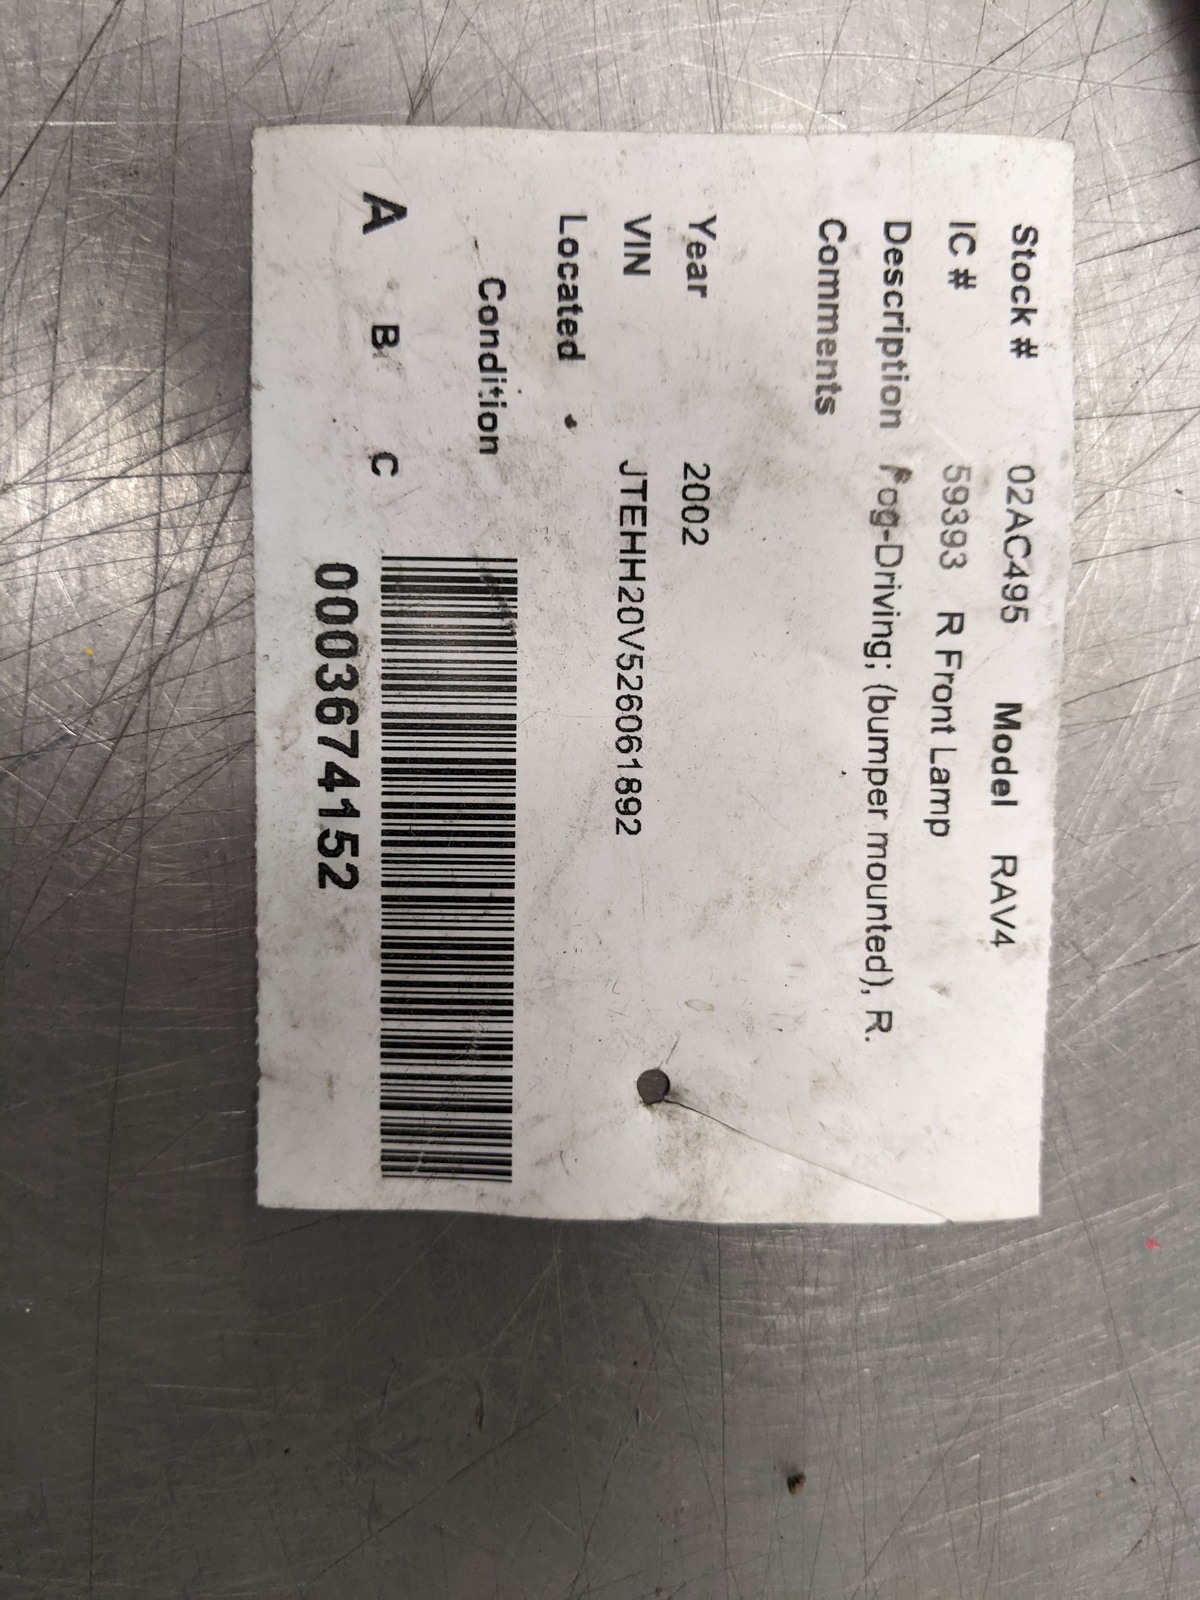 Stock # 02AC495 Model RAV4
IC # 59393 R Front Lamp
Description Fog-Driving; (bumper mounted), R.
Comments
Year 2002
VIN JTEHH20V526061892
Located
Condition
A B C
0003674152